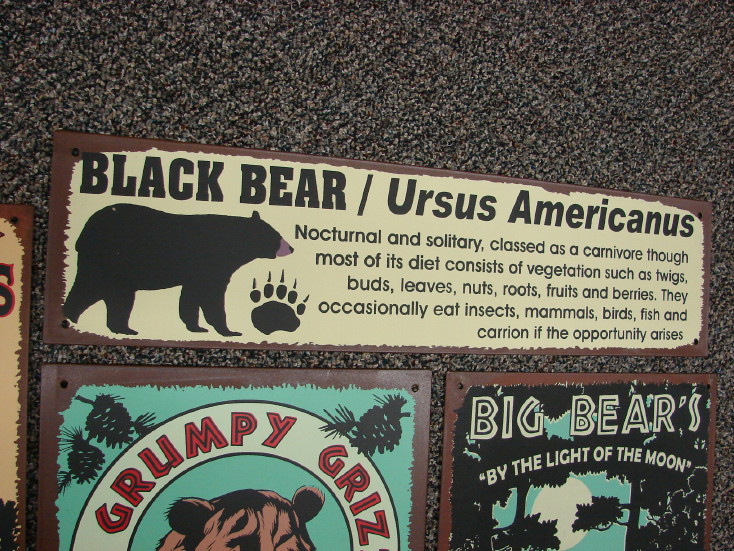 BLACK BEAR / Ursus Americanus
Nocturnal and solitary, classed as a carnivore though
most of its diet consists of vegetation such as twigs,
buds, leaves, nuts, roots, fruits and berries. They
occasionally eat insects, mammals, birds, fish and
carrion if the opportunity arises
S
GRUMPY GRIZ
BIG BEAR'S
"BY THE LIGHT OF THE MOON"